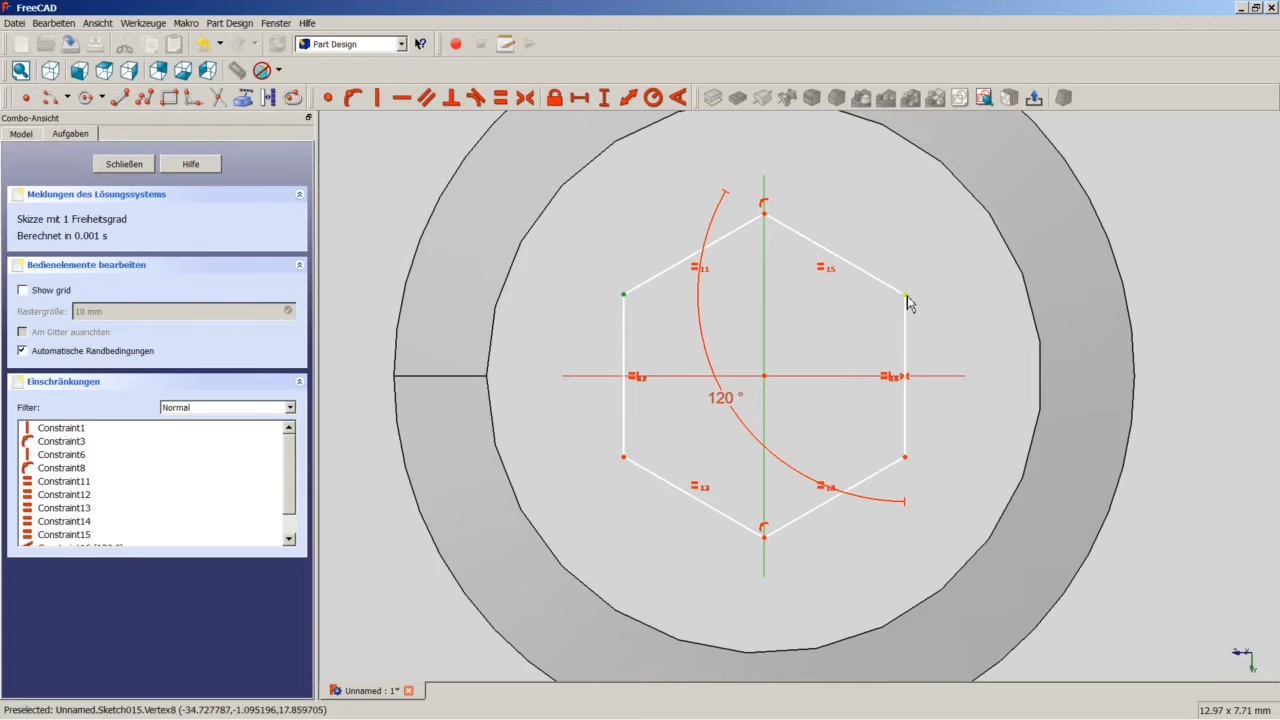 FreeCAD
Datei Bearbeiten Ansicht Werkzeuge Makro Part Design Fenster Hilfe
Part Design
Combo-Ansicht
Model Aufgaben
Schließen Hilfe
Meldungen des Lösungssystems
Skizze mit 1 Freiheitsgrad
Berechnet in 0.001 s
Bedienelemente bearbeiten
Show grid
Rastergröße: 10 mm
Am Gitter ausrichten
Automatische Randbedingungen
Einschränkungen
Filter: Normal
Constraint1
Constraint3
Constraint6
Constraint8
Constraint11
Constraint12
Constraint13
Constraint14
Constraint15
11
15
120 °
Unnamed : 1*
Preselected: Unnamed.Sketch015.Vertex8 (-34.727787,-1.095196,17.859705)
12.97 x 7.71 mm